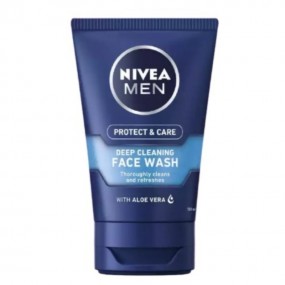 NIVEA
MEN
PROTECT & CARE
DEEP CLEANING
FACE WASH
Thoroughly cleans
and refreshes
WITH ALOE VERA